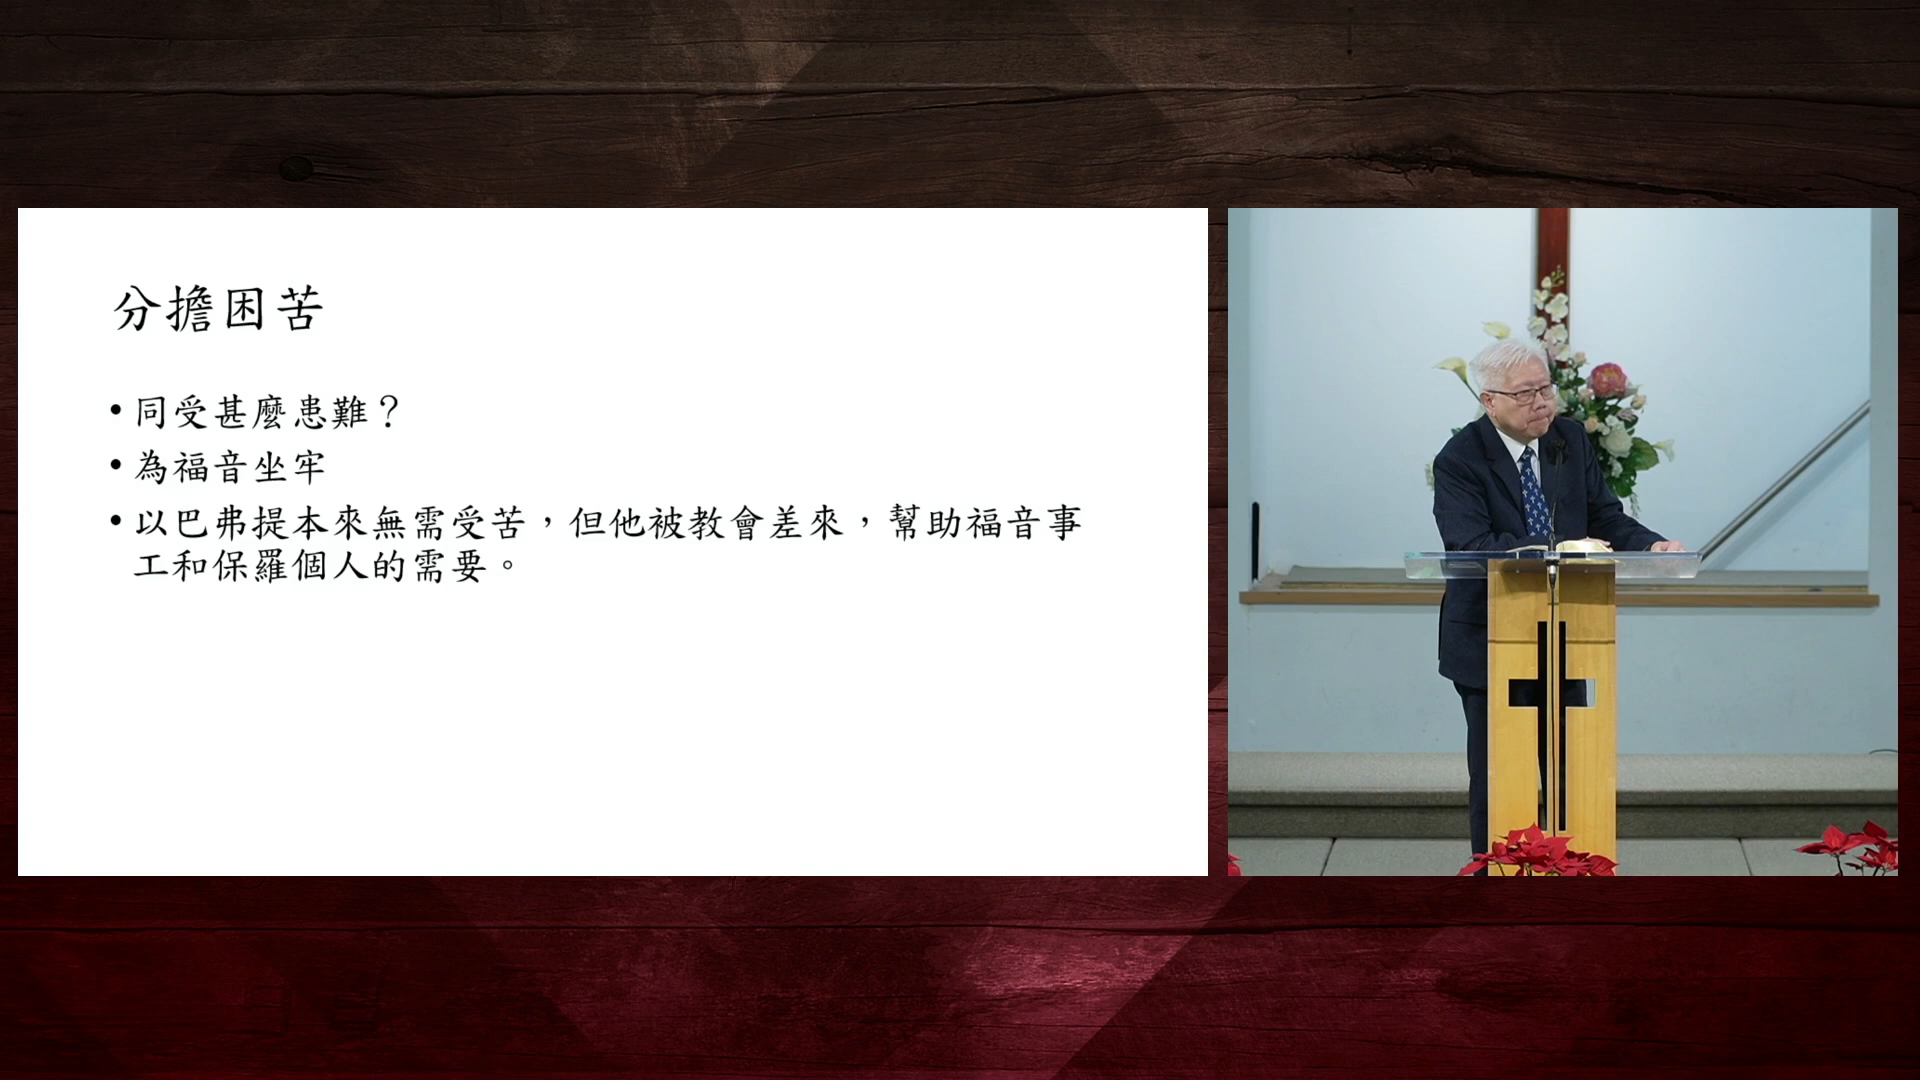 分擔困苦
• 同受甚麼患難？
• 為福音坐牢
• 以巴弗提本來無需受苦，但他被教會差來，幫助福音事
工和保羅個人的需要。